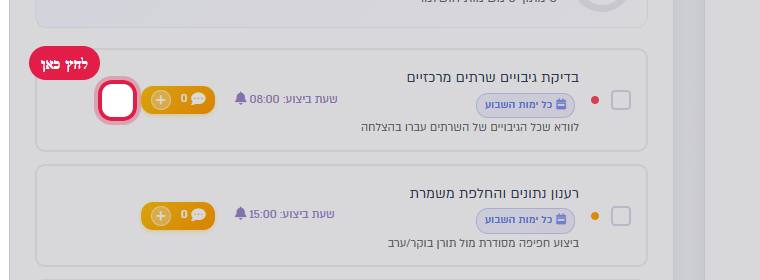 לחץ כאן
בדיקת גיבויים שרתים מרכזיים
כל ימות השבוע
לוודא שכל הגיבויים של השרתים עברו בהצלחה
שעת ביצוע: 08:00
0
רענון נתונים והחלפת משמרת
כל ימות השבוע
ביצוע חפיפה מסודרת מול תורן בוקר/ערב
שעת ביצוע: 15:00
0